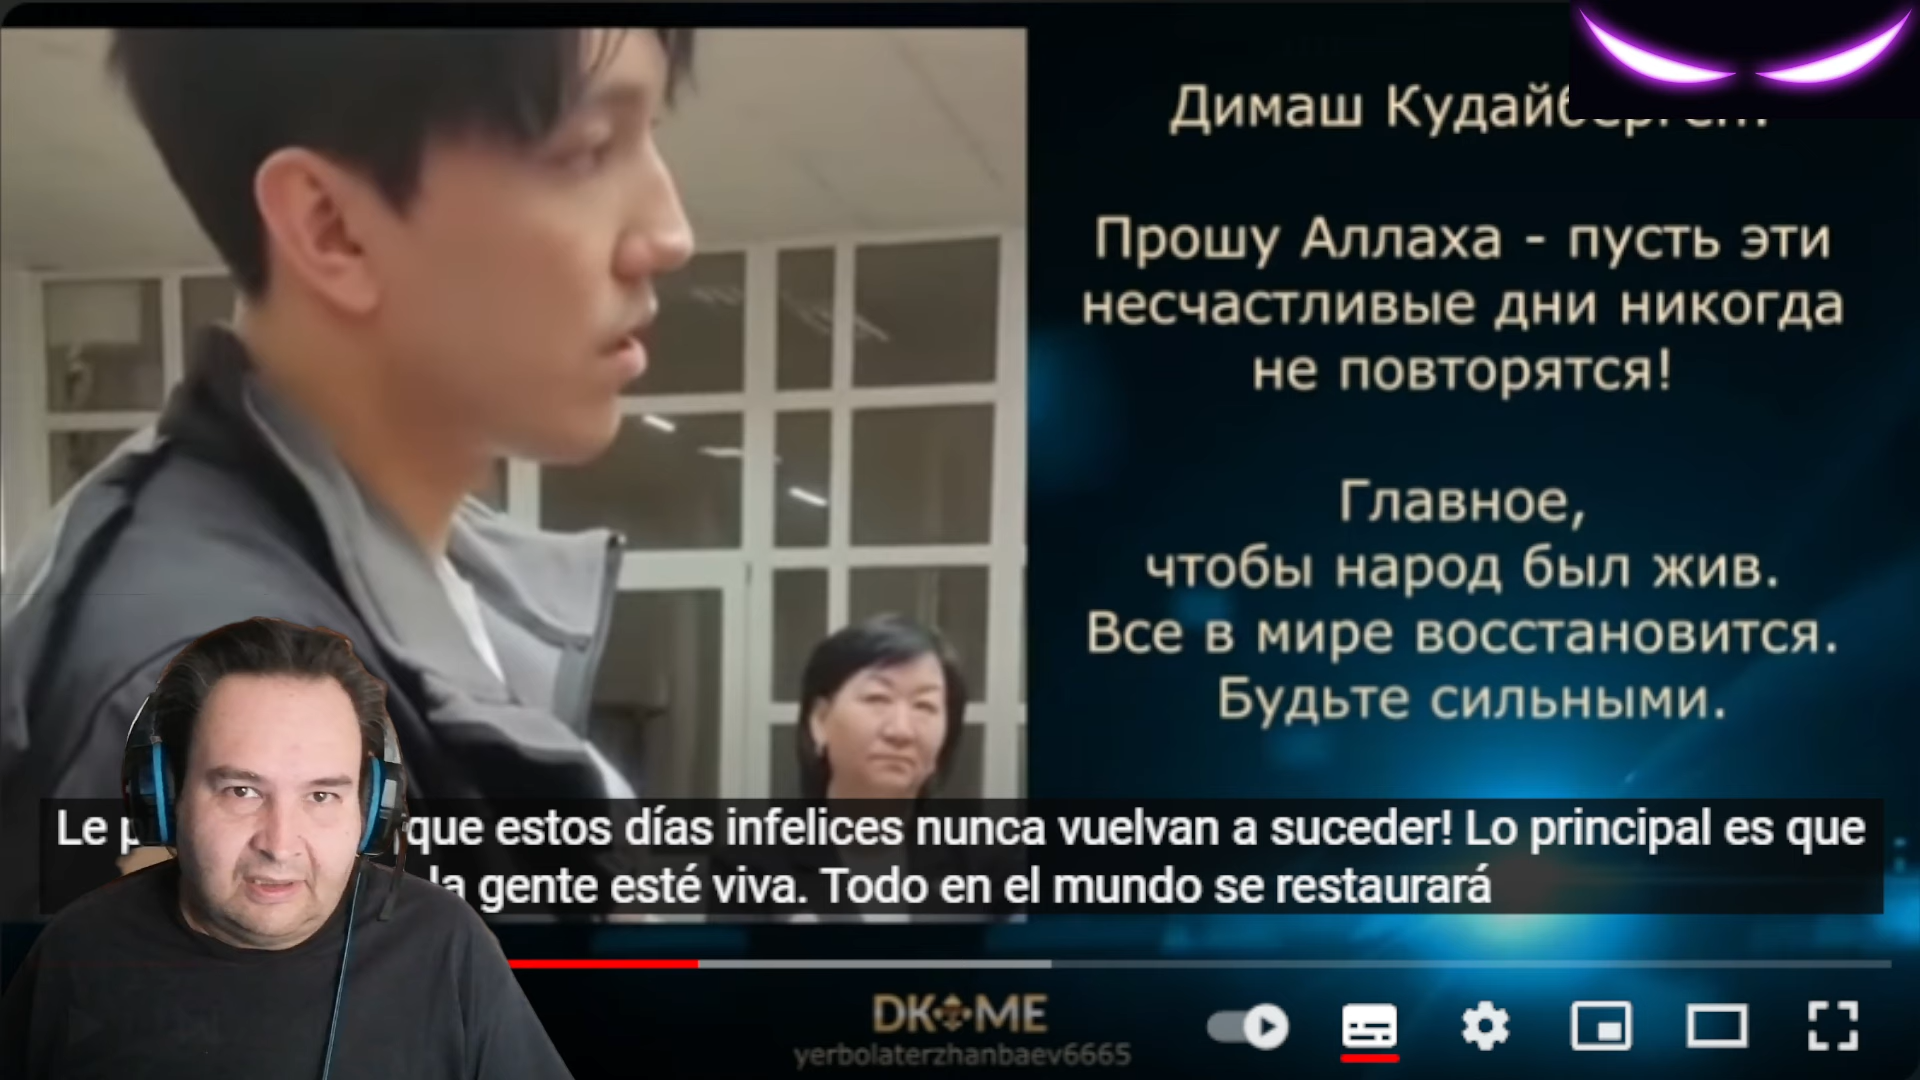 Димаш
Прошу Аллаха - пусть эти
несчастливые дни никогда
не повторятся!
Главное,
чтобы народ был жив.
Все в мире восстановится.
Будьте сильными.
Le que estos días infelices nunca vuelvan a suceder! Lo principal es que
la gente esté viva. Todo en el mundo se restaurará
DK ME
yerbolaterzhanbaev6665